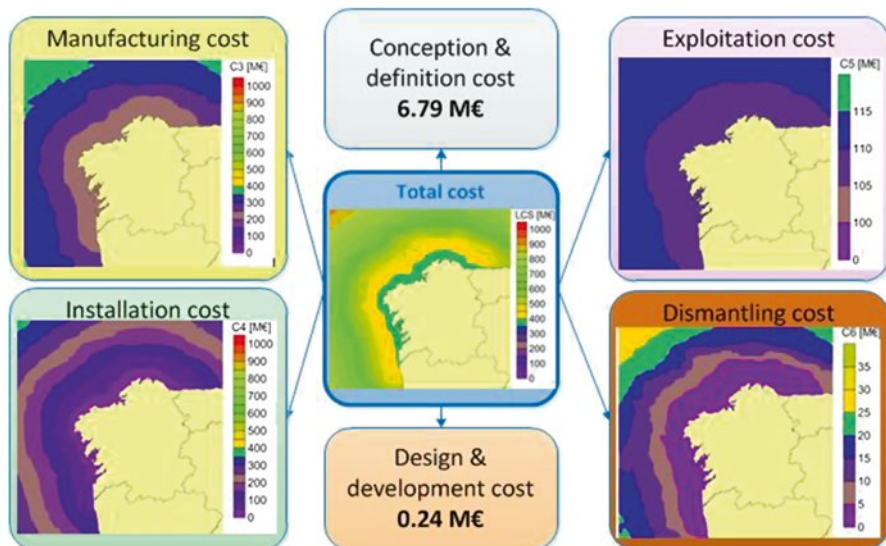 Manufacturing cost
C3 [M€]
1000
900
800
700
600
500
400
300
200
100
0
Conception &
definition cost
6.79 M€
Exploitation cost
C5 [M€]
115
110
105
100
0
Total cost
LCS [M€]
1000
900
800
700
600
500
400
300
200
100
0
Installation cost
C4 [M€]
1000
900
800
700
600
500
400
300
200
100
0
Design &
development cost
0.24 M€
Dismantling cost
C6 [M€]
35
30
25
20
15
10
5
0